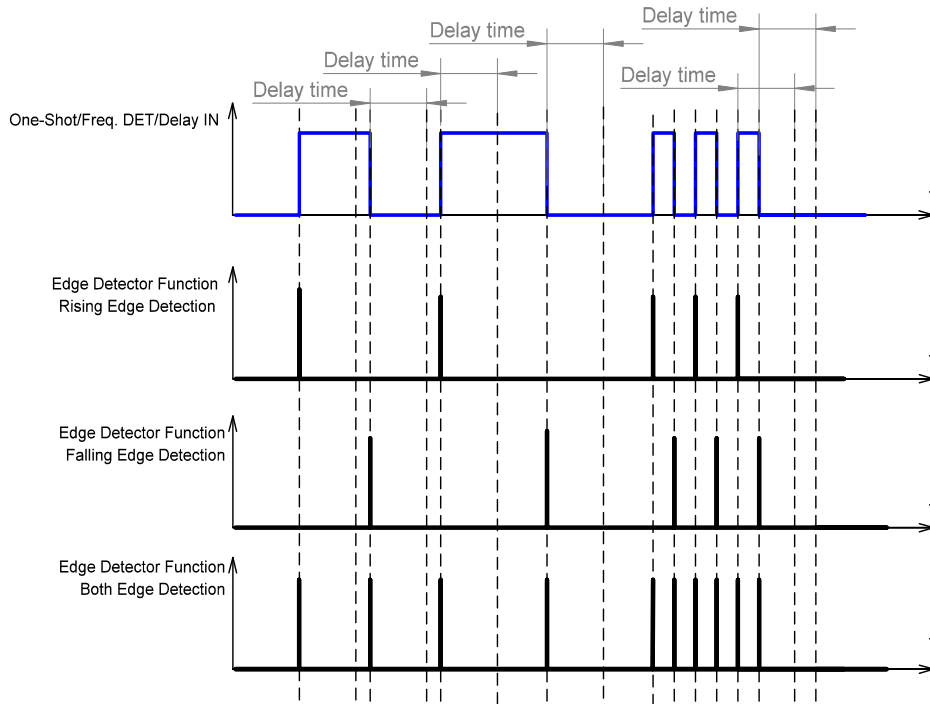 Delay time
Delay time
Delay time
Delay time
Delay time
One-Shot/Freq. DET/Delay IN
Edge Detector Function
Rising Edge Detection
Edge Detector Function
Falling Edge Detection
Edge Detector Function
Both Edge Detection